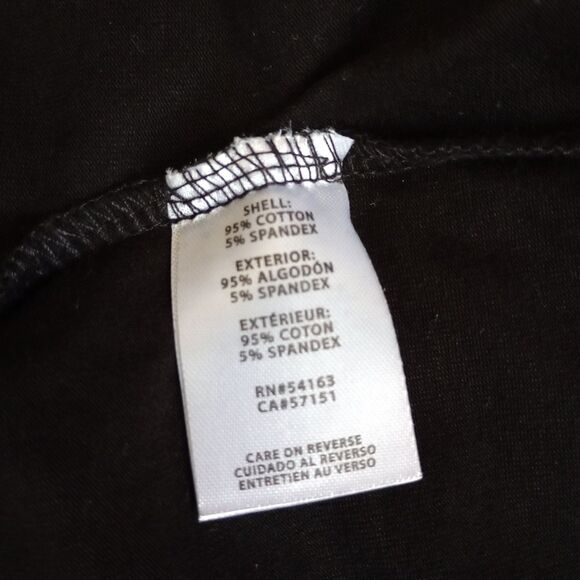 SHELL:
95% COTTON
5% SPANDEX
EXTERIOR:
95% ALGODÓN
5% SPANDEX
EXTÉRIEUR:
95% COTON
5% SPANDEX
RN#54163
CA#57151
CARE ON REVERSE
CUIDADO AL REVERSO
ENTRETIEN AU VERSO